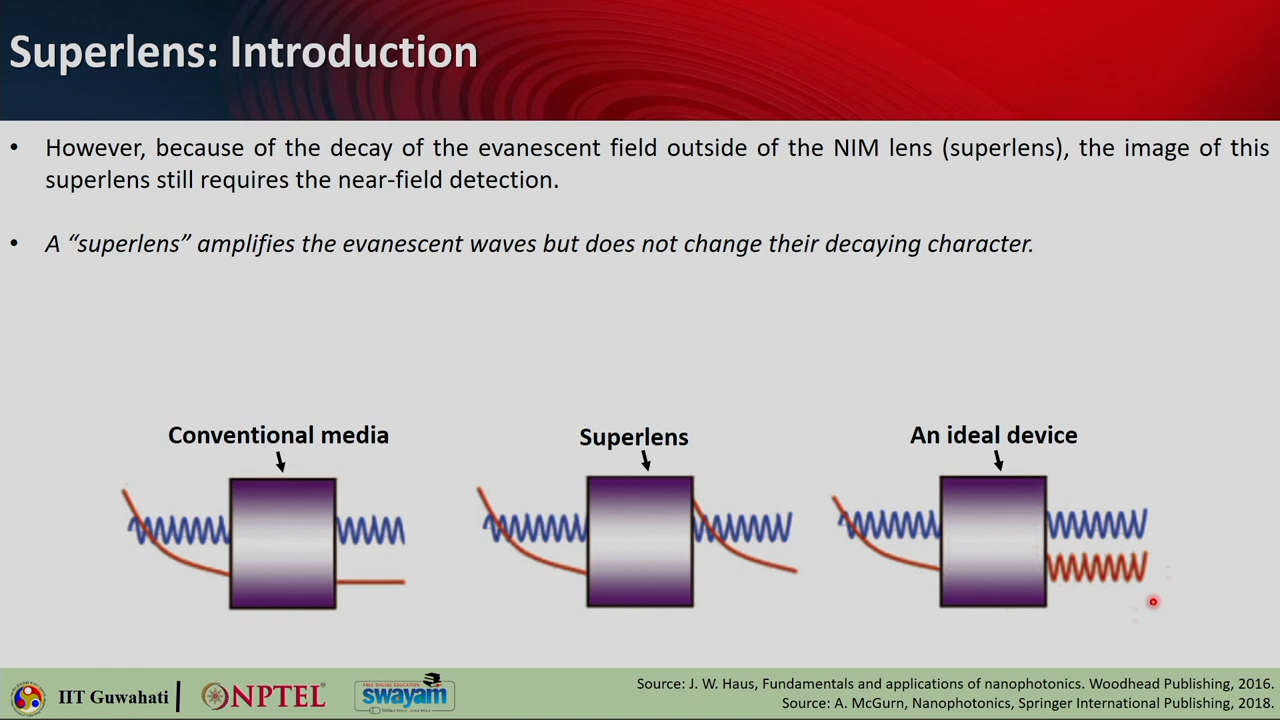 Superlens: Introduction
• However, because of the decay of the evanescent field outside of the NIM lens (superlens), the image of this
superlens still requires the near-field detection.
• A “superlens” amplifies the evanescent waves but does not change their decaying character.
Conventional media
Superlens
An ideal device
IIT Guwahati
NPTEL
FREE ONLINE EDUCATION
swayam
Source: J. W. Haus, Fundamentals and applications of nanophotonics. Woodhead Publishing, 2016.
Source: A. McGurn, Nanophotonics, Springer International Publishing, 2018.